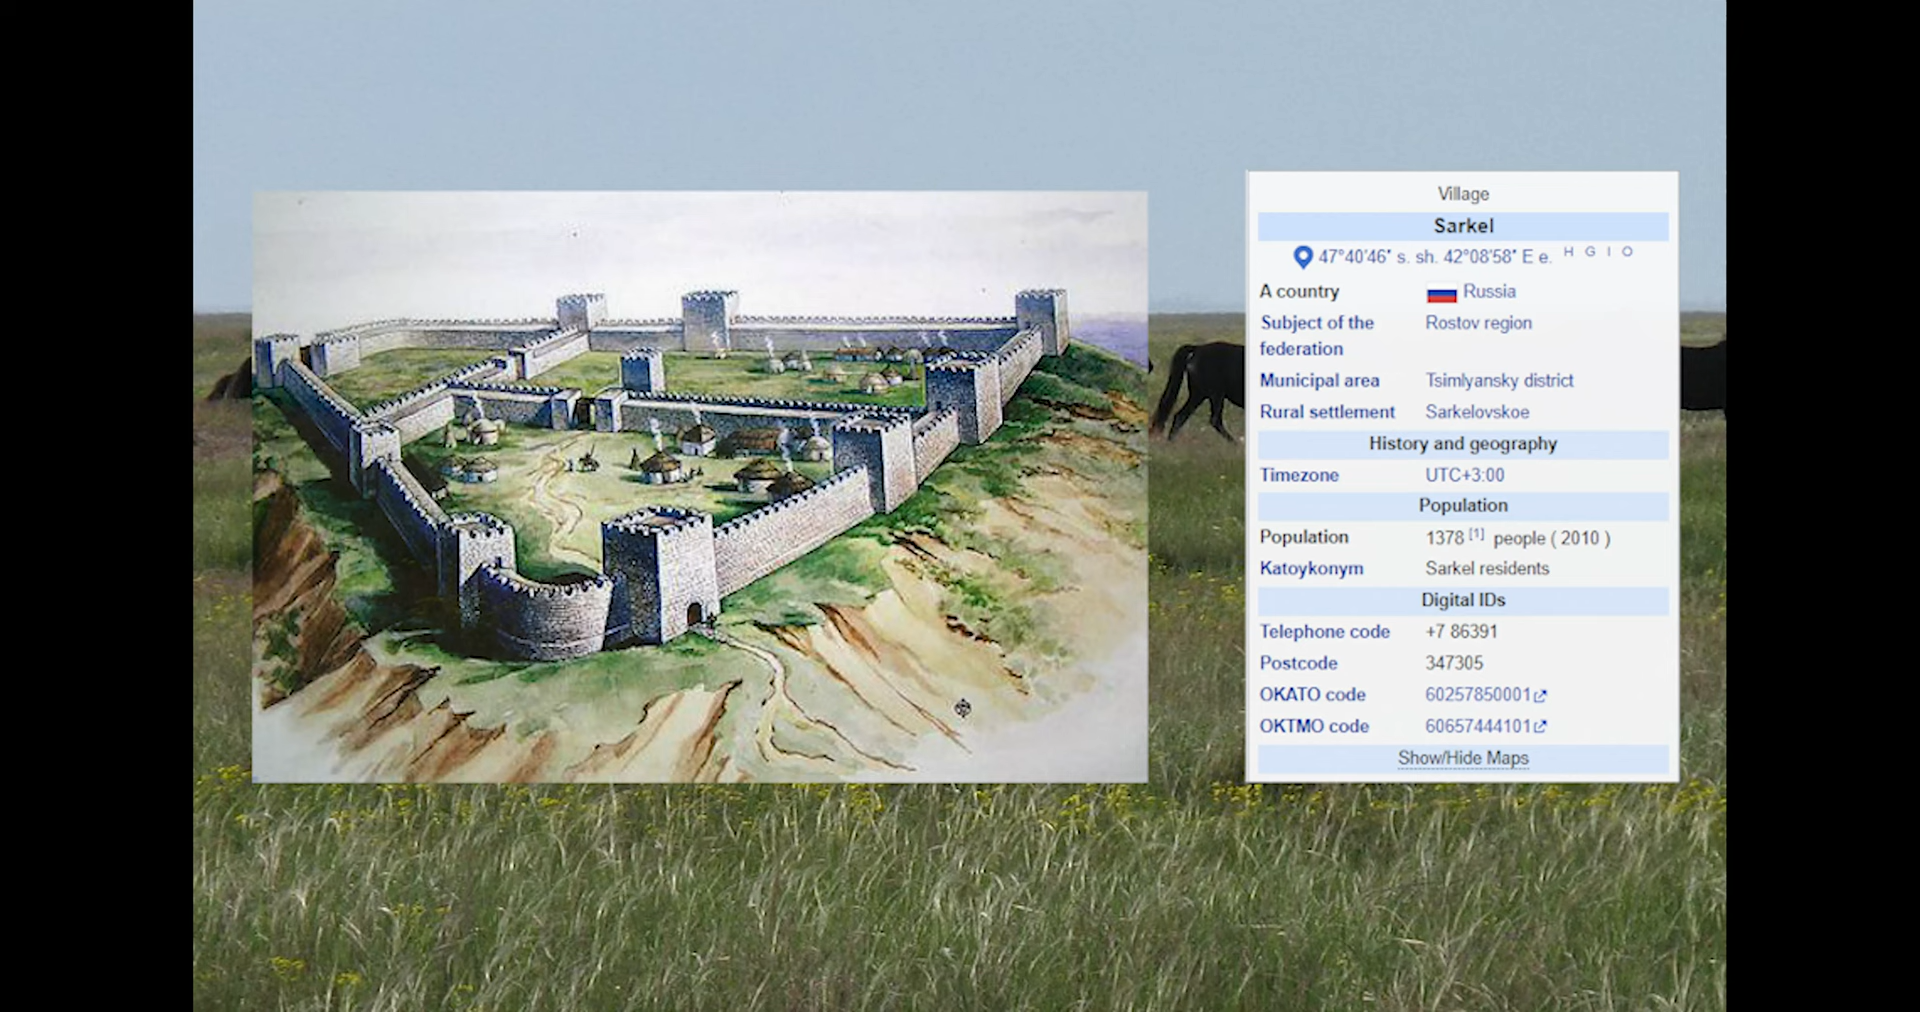 Village
Sarkel
47°40'46" s. sh. 42°08'58" E e. H G I O
A country Russia
Subject of the federation Rostov region
Municipal area Tsimlyansky district
Rural settlement Sarkelovskoe
History and geography
Timezone UTC+3:00
Population
Population 1378 [1] people ( 2010 )
Katoykonym Sarkel residents
Digital IDs
Telephone code +7 86391
Postcode 347305
OKATO code 60257850001
OKTMO code 60657444101
Show/Hide Maps